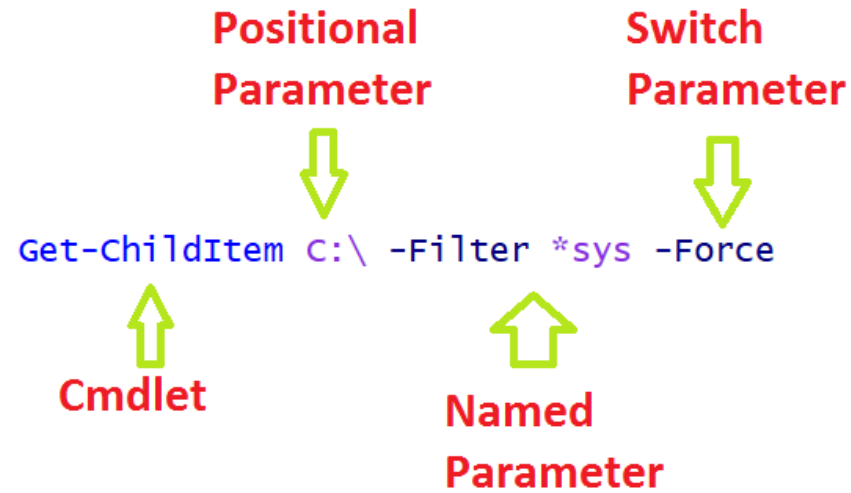 Positional
Parameter
Switch
Parameter
Get-ChildItem C:\ -Filter *sys -Force
Cmdlet
Named
Parameter